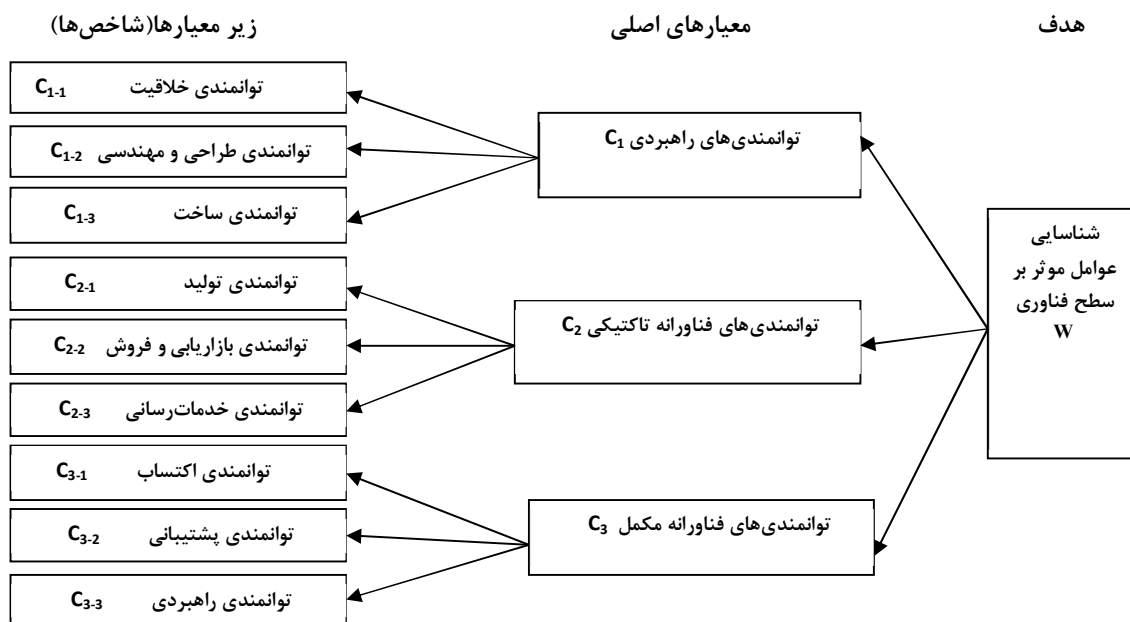 هدف
معیارهای اصلی
زیر معیارها(شاخص‌ها)
شناسایی
عوامل موثر بر
سطح فناوری
W
توانمندی‌های راهبردی C1
توانمندی خلاقیت C1-1
توانمندی طراحی و مهندسی C1-2
توانمندی ساخت C1-3
توانمندی‌های فناورانه تاکتیکی C2
توانمندی تولید C2-1
توانمندی بازاریابی و فروش C2-2
توانمندی خدمات‌رسانی C2-3
توانمندی‌های فناورانه مکمل C3
توانمندی اکتساب C3-1
توانمندی پشتیبانی C3-2
توانمندی راهبردی C3-3